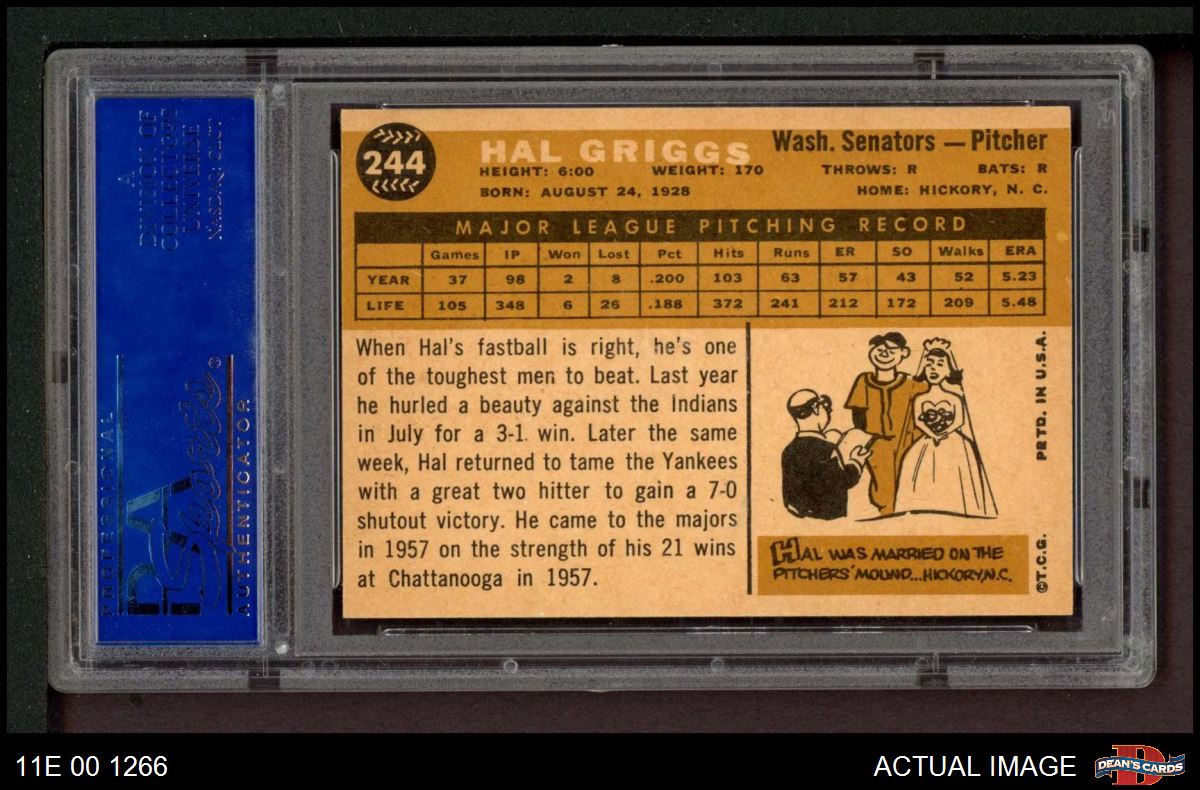 A
DIVISION OF
COLLECTORS
UNIVERSE
NASDAQ: CLCT
PROFESSIONAL
PSA
Sports
AUTHENTICATOR
244
HAL GRIGGS
Wash. Senators — Pitcher
HEIGHT: 6:00 WEIGHT: 170 THROWS: R BATS: R
BORN: AUGUST 24, 1928 HOME: HICKORY, N. C.
MAJOR LEAGUE PITCHING RECORD
Games IP Won Lost Pct Hits Runs ER SO Walks ERA
YEAR 37 98 2 8 .200 103 63 57 43 52 5.23
LIFE 105 348 6 26 .188 372 241 212 172 209 5.48
When Hal's fastball is right, he's one
of the toughest men to beat. Last year
he hurled a beauty against the Indians
in July for a 3-1 win. Later the same
week, Hal returned to tame the Yankees
with a great two hitter to gain a 7-0
shutout victory. He came to the majors
in 1957 on the strength of his 21 wins
at Chattanooga in 1957.
HAL WAS MARRIED ON THE
PITCHERS' MOUND...HICKORY, N.C.
©T.C.G. PRTD. IN U.S.A.
11E 00 1266
ACTUAL IMAGE
DEAN'S CARDS